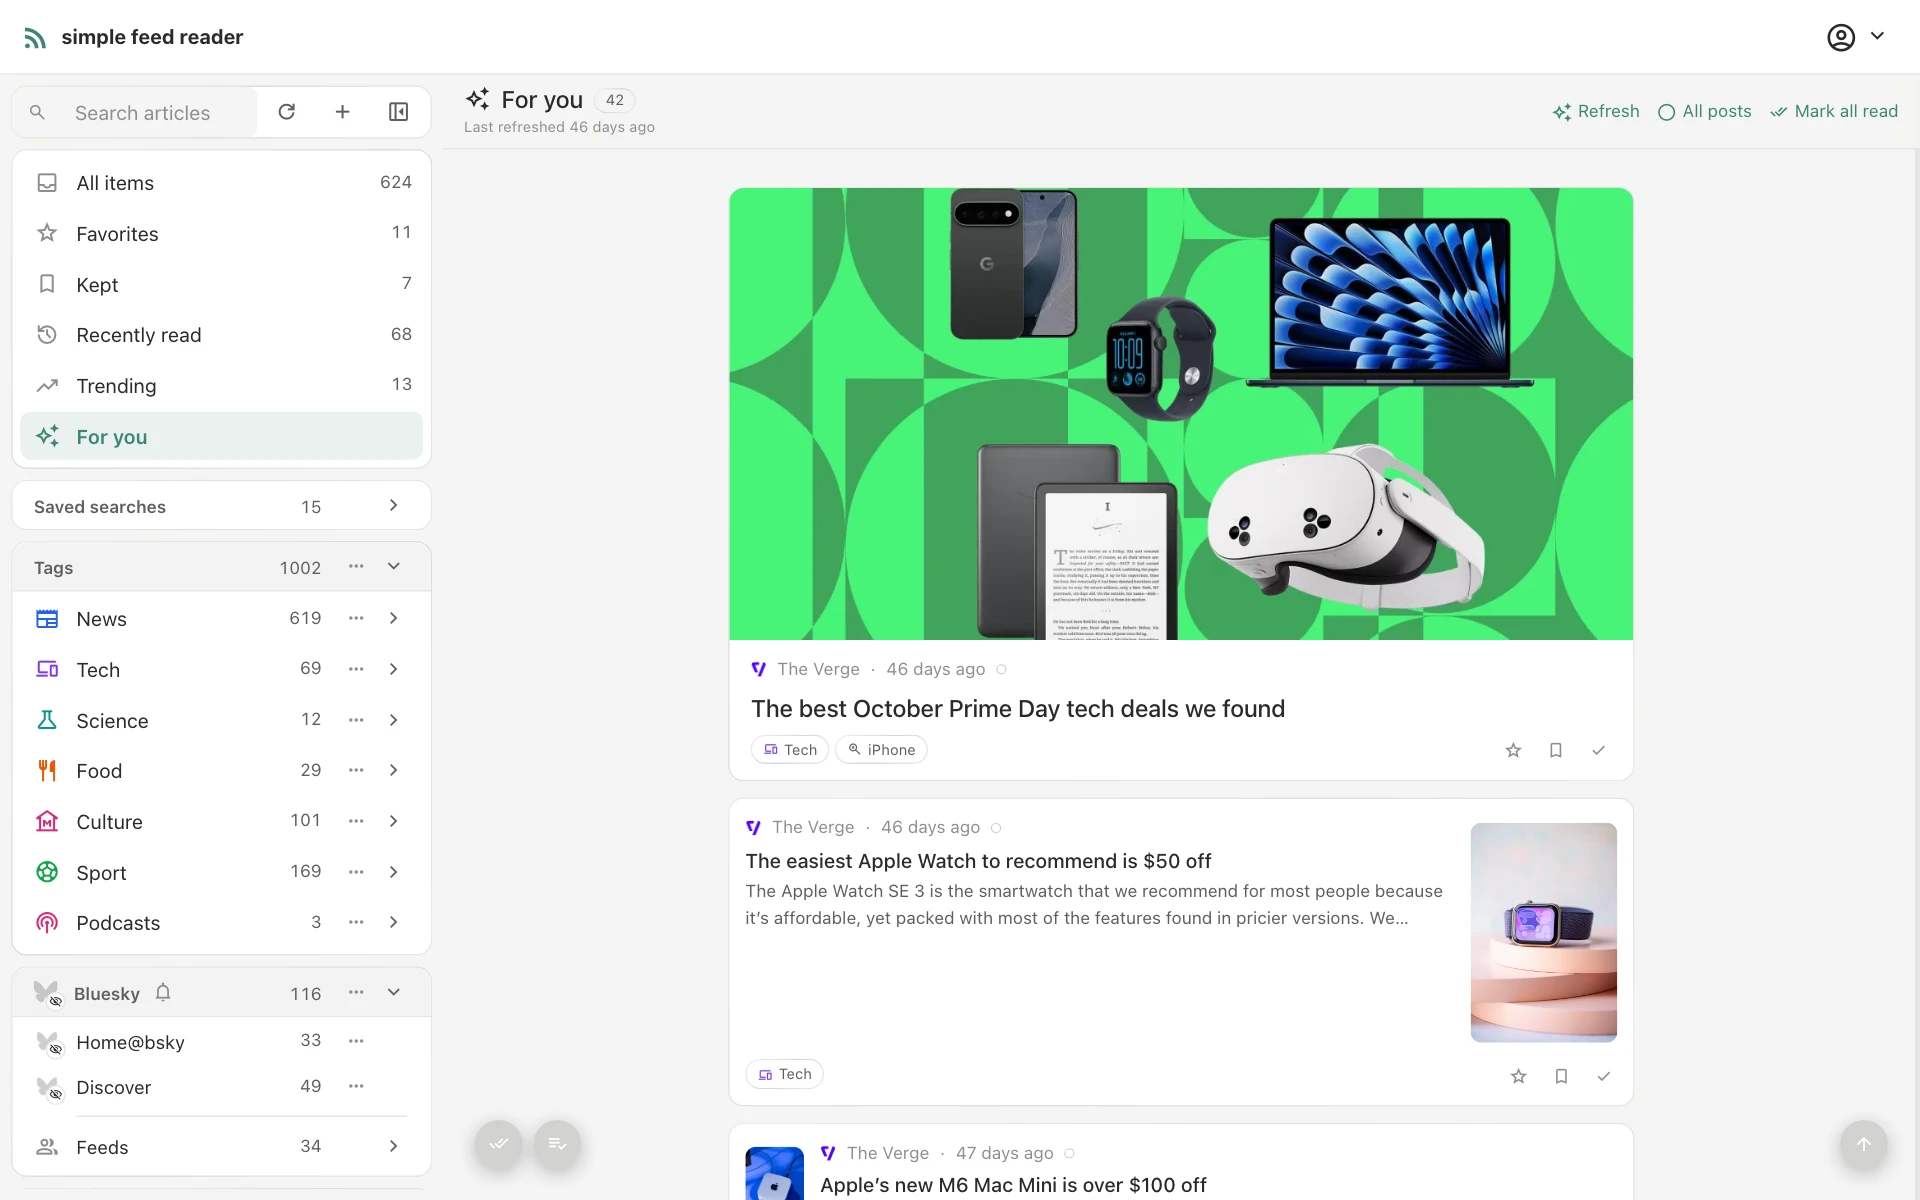 simple feed reader
Search articles
All items 624
Favorites 11
Kept 7
Recently read 68
Trending 13
For you
Saved searches 15
Tags 1002
News 619
Tech 69
Science 12
Food 29
Culture 101
Sport 169
Podcasts 3
Bluesky 116
Home@bsky 33
Discover 49
Feeds 34
For you 42
Last refreshed 46 days ago
Refresh
All posts
Mark all read
G
10:09
I
The Verge · 46 days ago
The best October Prime Day tech deals we found
Tech
iPhone
The Verge · 46 days ago
The easiest Apple Watch to recommend is $50 off
The Apple Watch SE 3 is the smartwatch that we recommend for most people because
it’s affordable, yet packed with most of the features found in pricier versions. We...
Tech
The Verge · 47 days ago
Apple’s new M6 Mac Mini is over $100 off